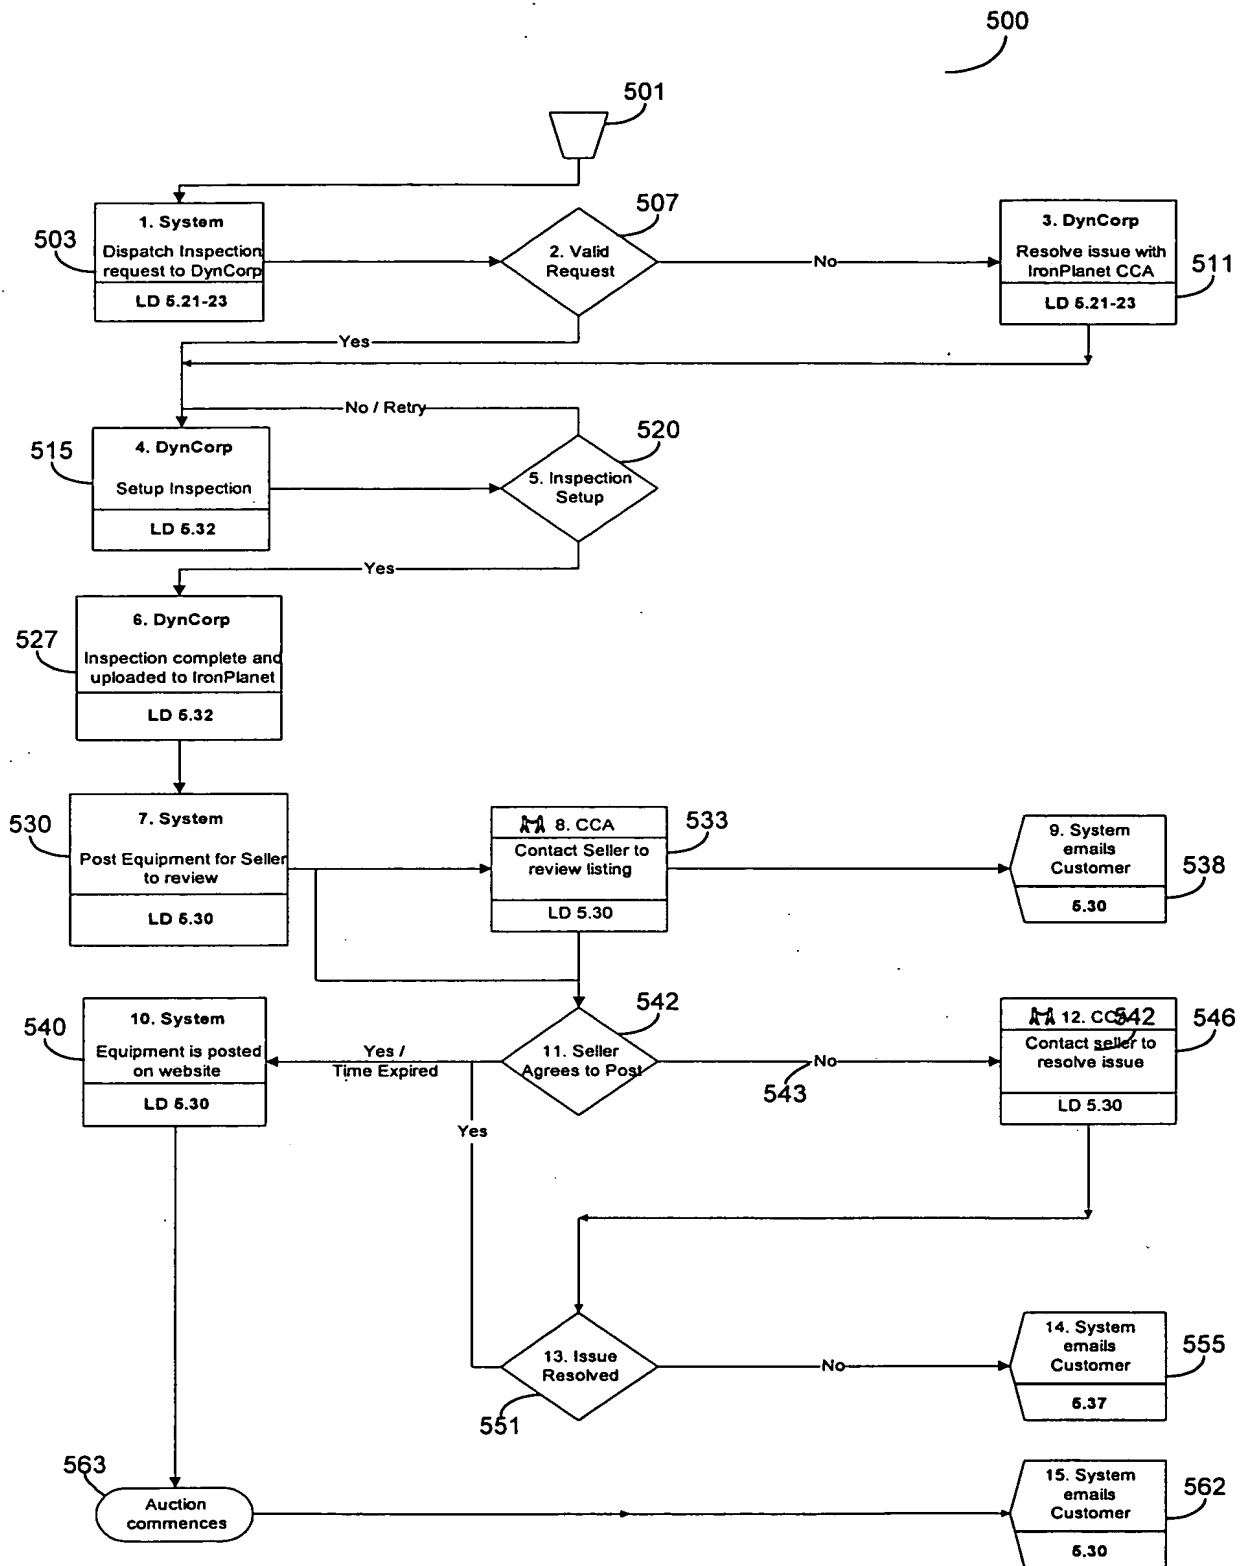 500
501
507
1. System
3. DynCorp
503
Dispatch Inspection
request to DynCorp
2. Valid
Request
No
Resolve issue with
IronPlanet CCA
511
LD 5.21-23
LD 5.21-23
Yes
No / Retry
520
515
4. DynCorp
Setup Inspection
5. Inspection
Setup
LD 5.32
Yes
6. DynCorp
527
Inspection complete and
uploaded to IronPlanet
LD 5.32
530
7. System
Post Equipment for Seller
to review
LD 5.30
8. CCA
533
Contact Seller to
review listing
LD 5.30
9. System
emails
Customer
538
5.30
542
540
10. System
Equipment is posted
on website
LD 5.30
Yes /
Time Expired
11. Seller
Agrees to Post
No
543
12. CCA
542
546
Contact seller to
resolve issue
LD 5.30
Yes
13. Issue
Resolved
551
No
14. System
emails
Customer
555
5.37
563
Auction
commences
15. System
emails
Customer
562
5.30